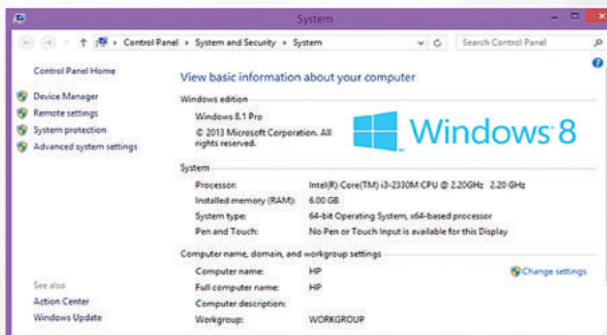 System
Control Panel ▸ System and Security ▸ System
Search Control Panel
Control Panel Home
Device Manager
Remote settings
System protection
Advanced system settings
See also
Action Center
Windows Update
View basic information about your computer
Windows edition
Windows 8.1 Pro
© 2013 Microsoft Corporation. All
rights reserved.
Windows 8
System
Processor: Intel(R) Core(TM) i3-2330M CPU @ 2.20GHz 2.20 GHz
Installed memory (RAM): 6.00 GB
System type: 64-bit Operating System, x64-based processor
Pen and Touch: No Pen or Touch Input is available for this Display
Computer name, domain, and workgroup settings
Computer name: HP
Change settings
Full computer name: HP
Computer description:
Workgroup: WORKGROUP